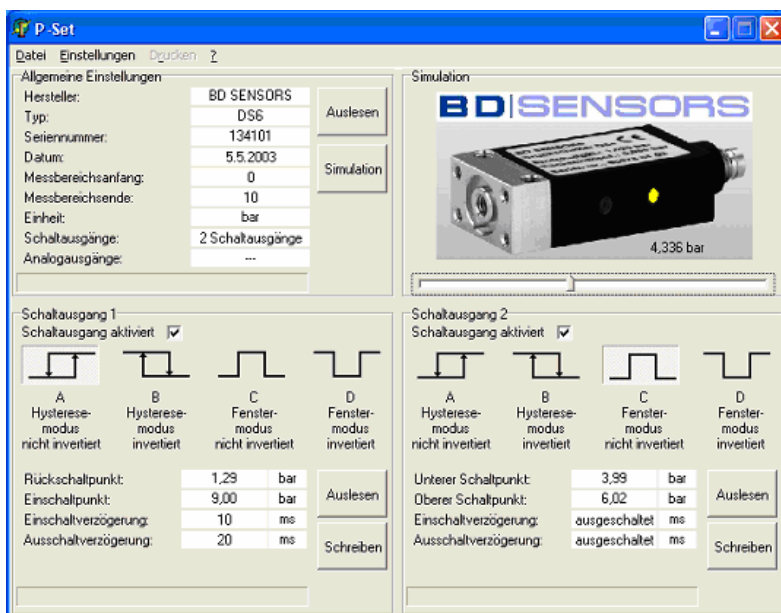 P-Set
Datei Einstellungen Drucken ?
Allgemeine Einstellungen
Hersteller: BD SENSORS
Typ: DS6
Seriennummer: 134101
Datum: 5.5.2003
Messbereichsanfang: 0
Messbereichsende: 10
Einheit: bar
Schaltausgänge: 2 Schaltausgänge
Analogausgänge: ---
Auslesen
Simulation
Simulation
BD|SENSORS
4,336 bar
Schaltausgang 1
Schaltausgang aktiviert
A
Hysterese-
modus
nicht invertiert
B
Hysterese-
modus
invertiert
C
Fenster-
modus
nicht invertiert
D
Fenster-
modus
invertiert
Rückschaltpunkt: 1,29 bar
Einschaltpunkt: 9,00 bar
Einschaltverzögerung: 10 ms
Ausschaltverzögerung: 20 ms
Auslesen
Schreiben
Schaltausgang 2
Schaltausgang aktiviert
A
Hysterese-
modus
nicht invertiert
B
Hysterese-
modus
invertiert
C
Fenster-
modus
nicht invertiert
D
Fenster-
modus
invertiert
Unterer Schaltpunkt: 3,99 bar
Oberer Schaltpunkt: 6,02 bar
Einschaltverzögerung: ausgeschaltet ms
Ausschaltverzögerung: ausgeschaltet ms
Auslesen
Schreiben